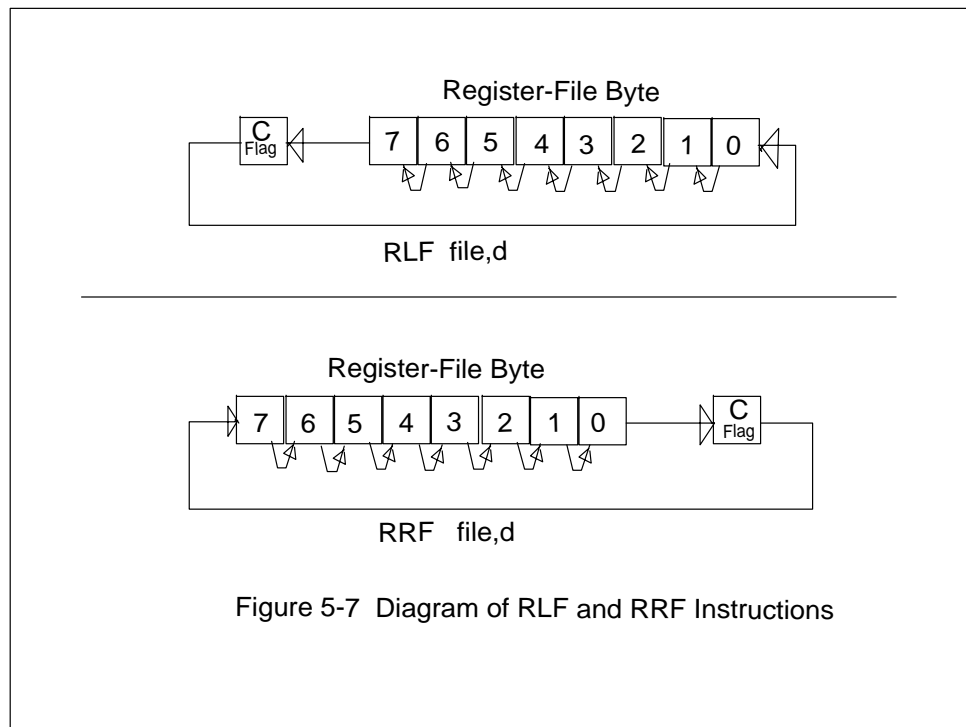 Register-File Byte
C
Flag
7 6 5 4 3 2 1 0
RLF file,d
Register-File Byte
7 6 5 4 3 2 1 0
C
Flag
RRF file,d
Figure 5-7 Diagram of RLF and RRF Instructions